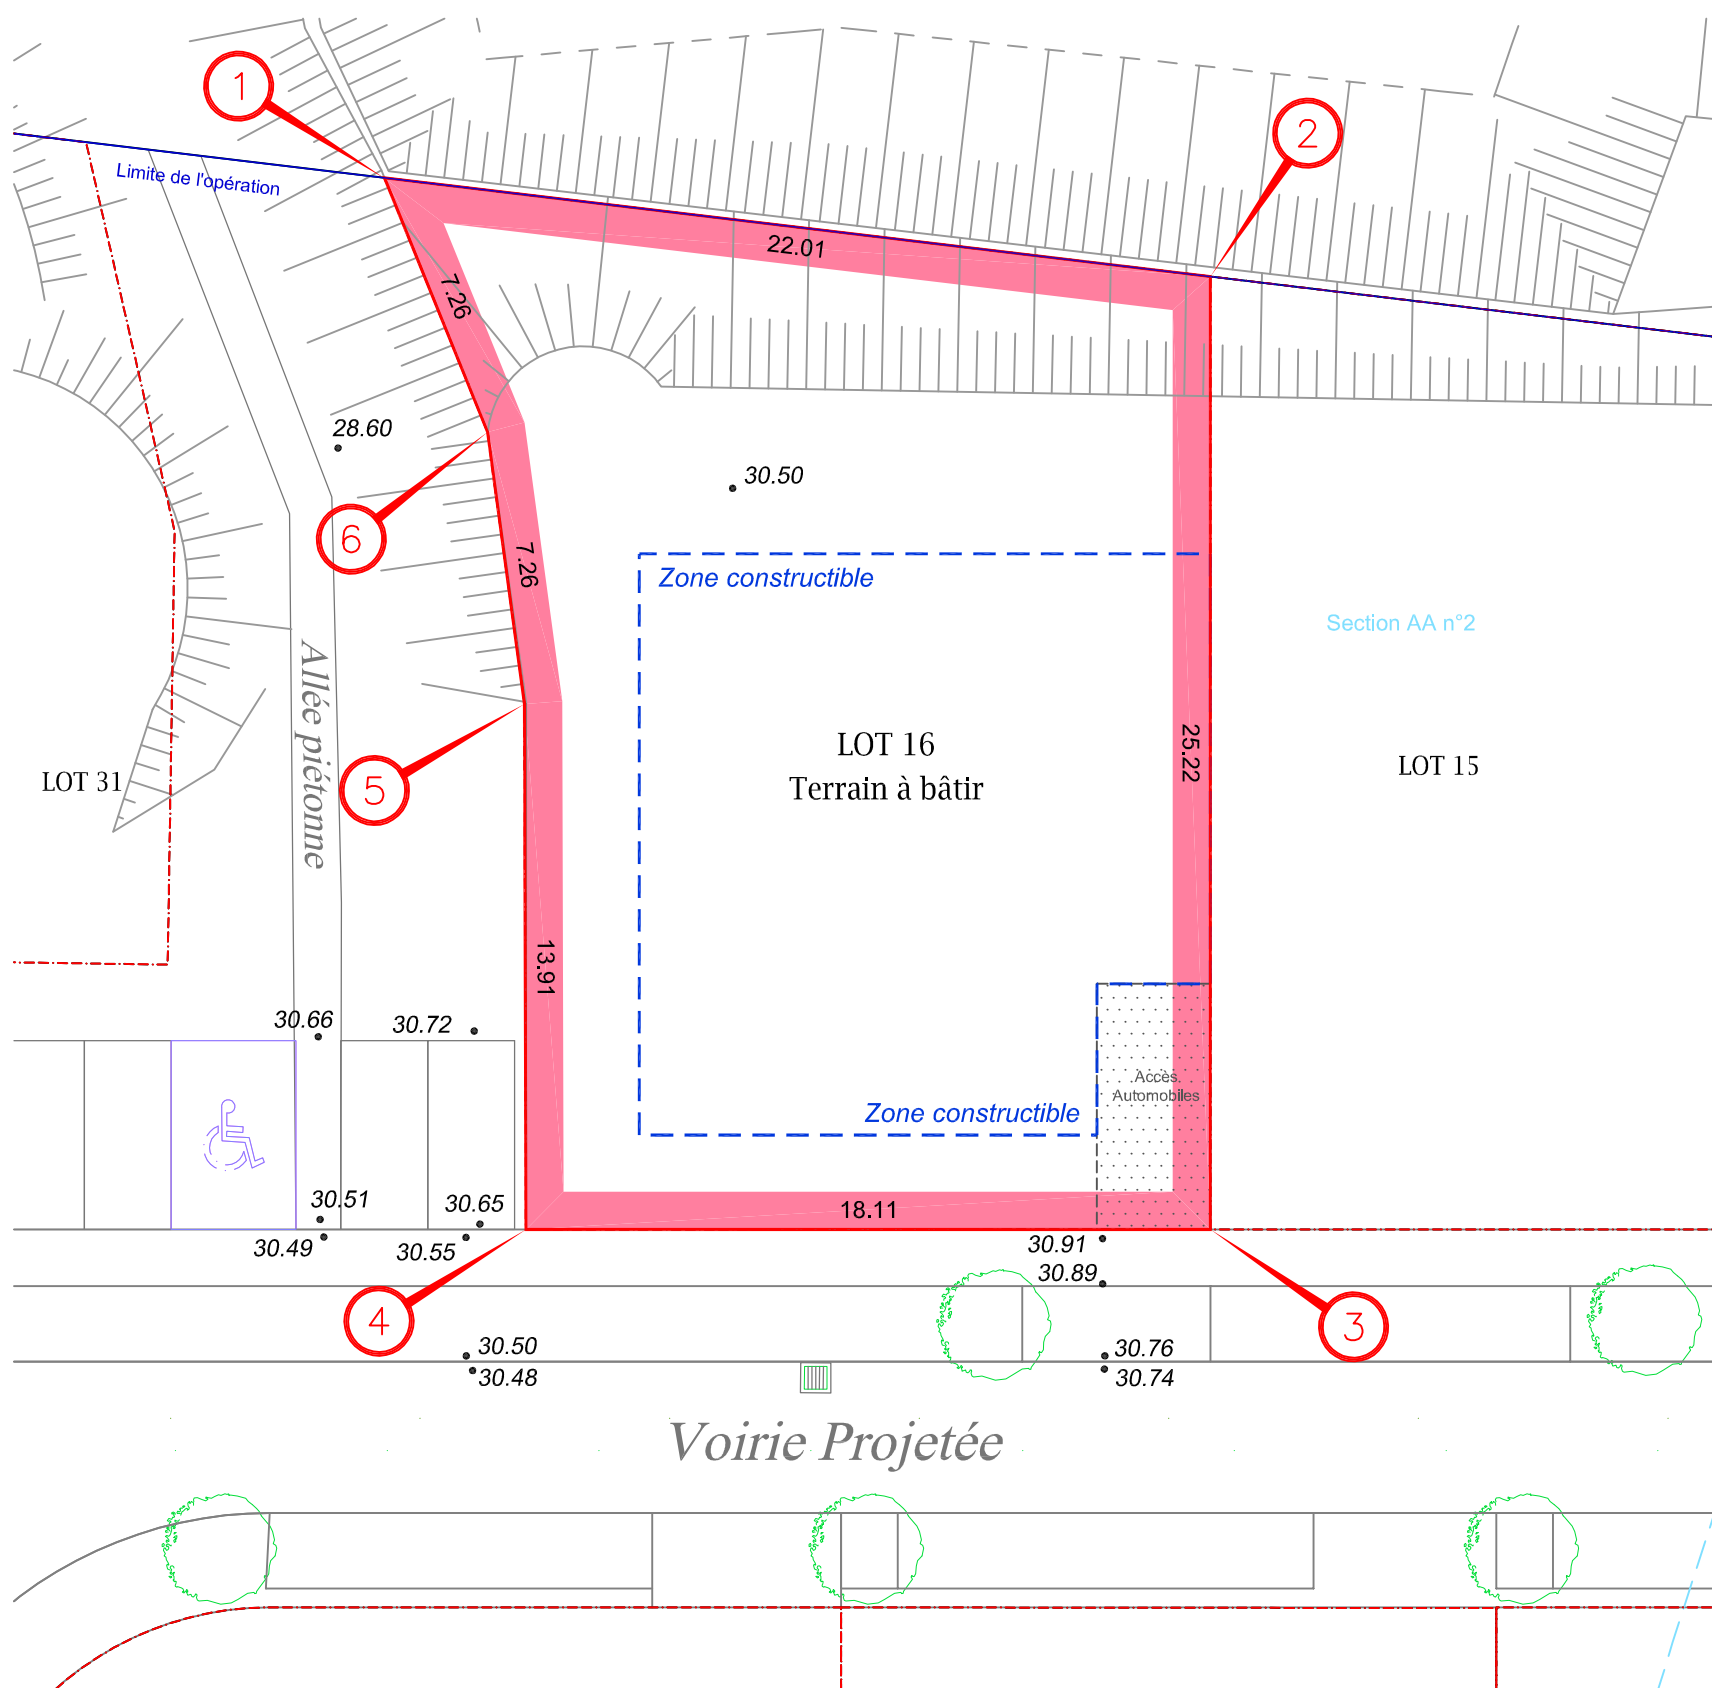 1
2
Limite de l'opération
22.01
7.26
28.60
30.50
6
7.26
Zone constructible
Section AA n°2
Allée piétonne
LOT 16
Terrain à bâtir
25.22
LOT 15
LOT 31
5
13.91
30.66
30.72
Accès
Automobiles
Zone constructible
30.51
30.65
18.11
30.49
30.55
30.91
30.89
4
3
30.50
30.48
30.76
30.74
Voirie Projetée